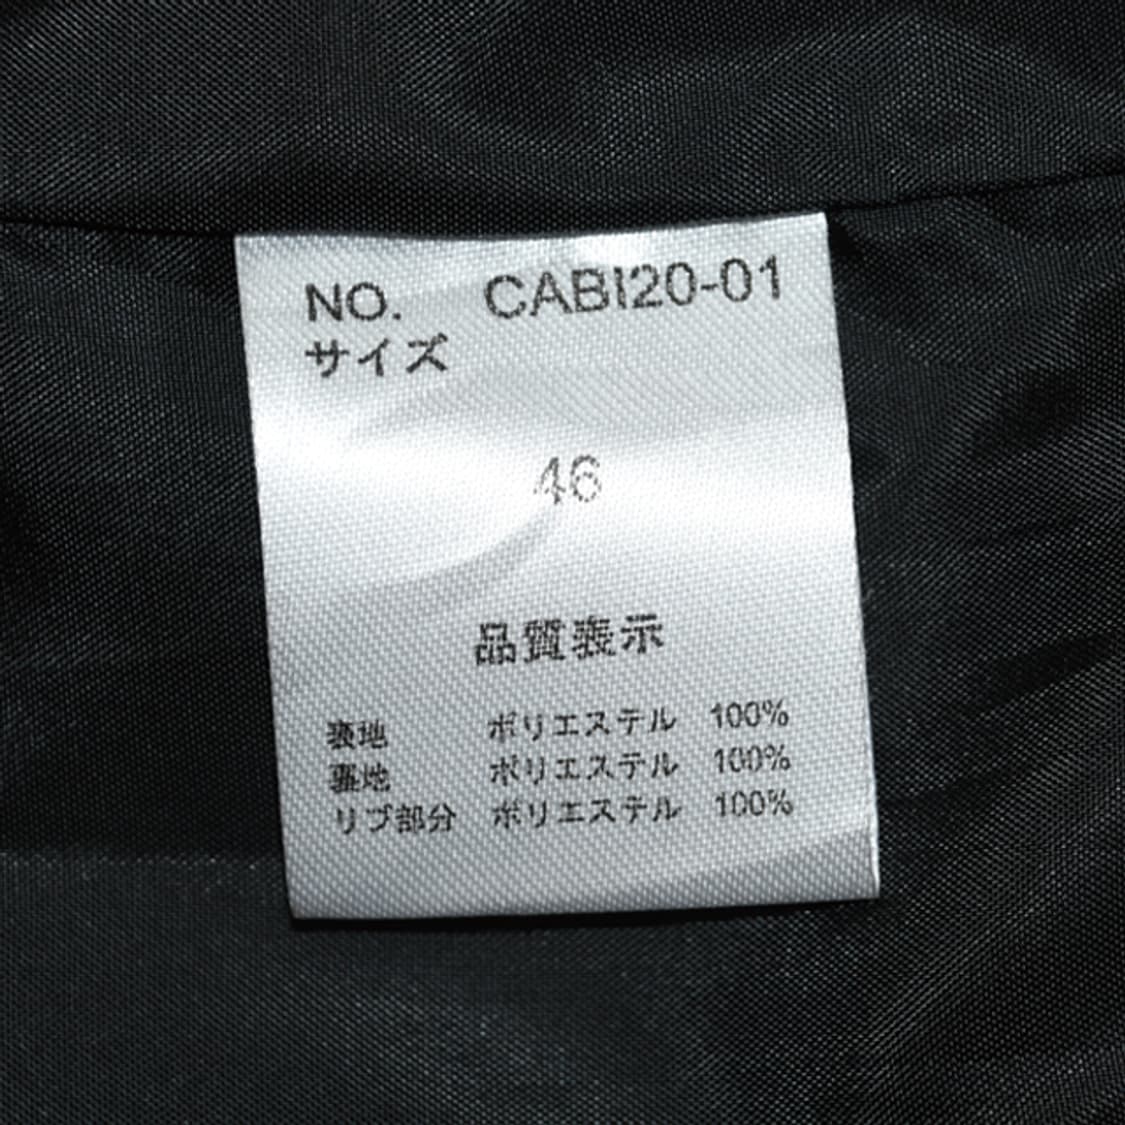 NO. CABI20-01
サイズ
46
品質表示
表地 ポリエステル 100%
裏地 ポリエステル 100%
リブ部分 ポリエステル 100%